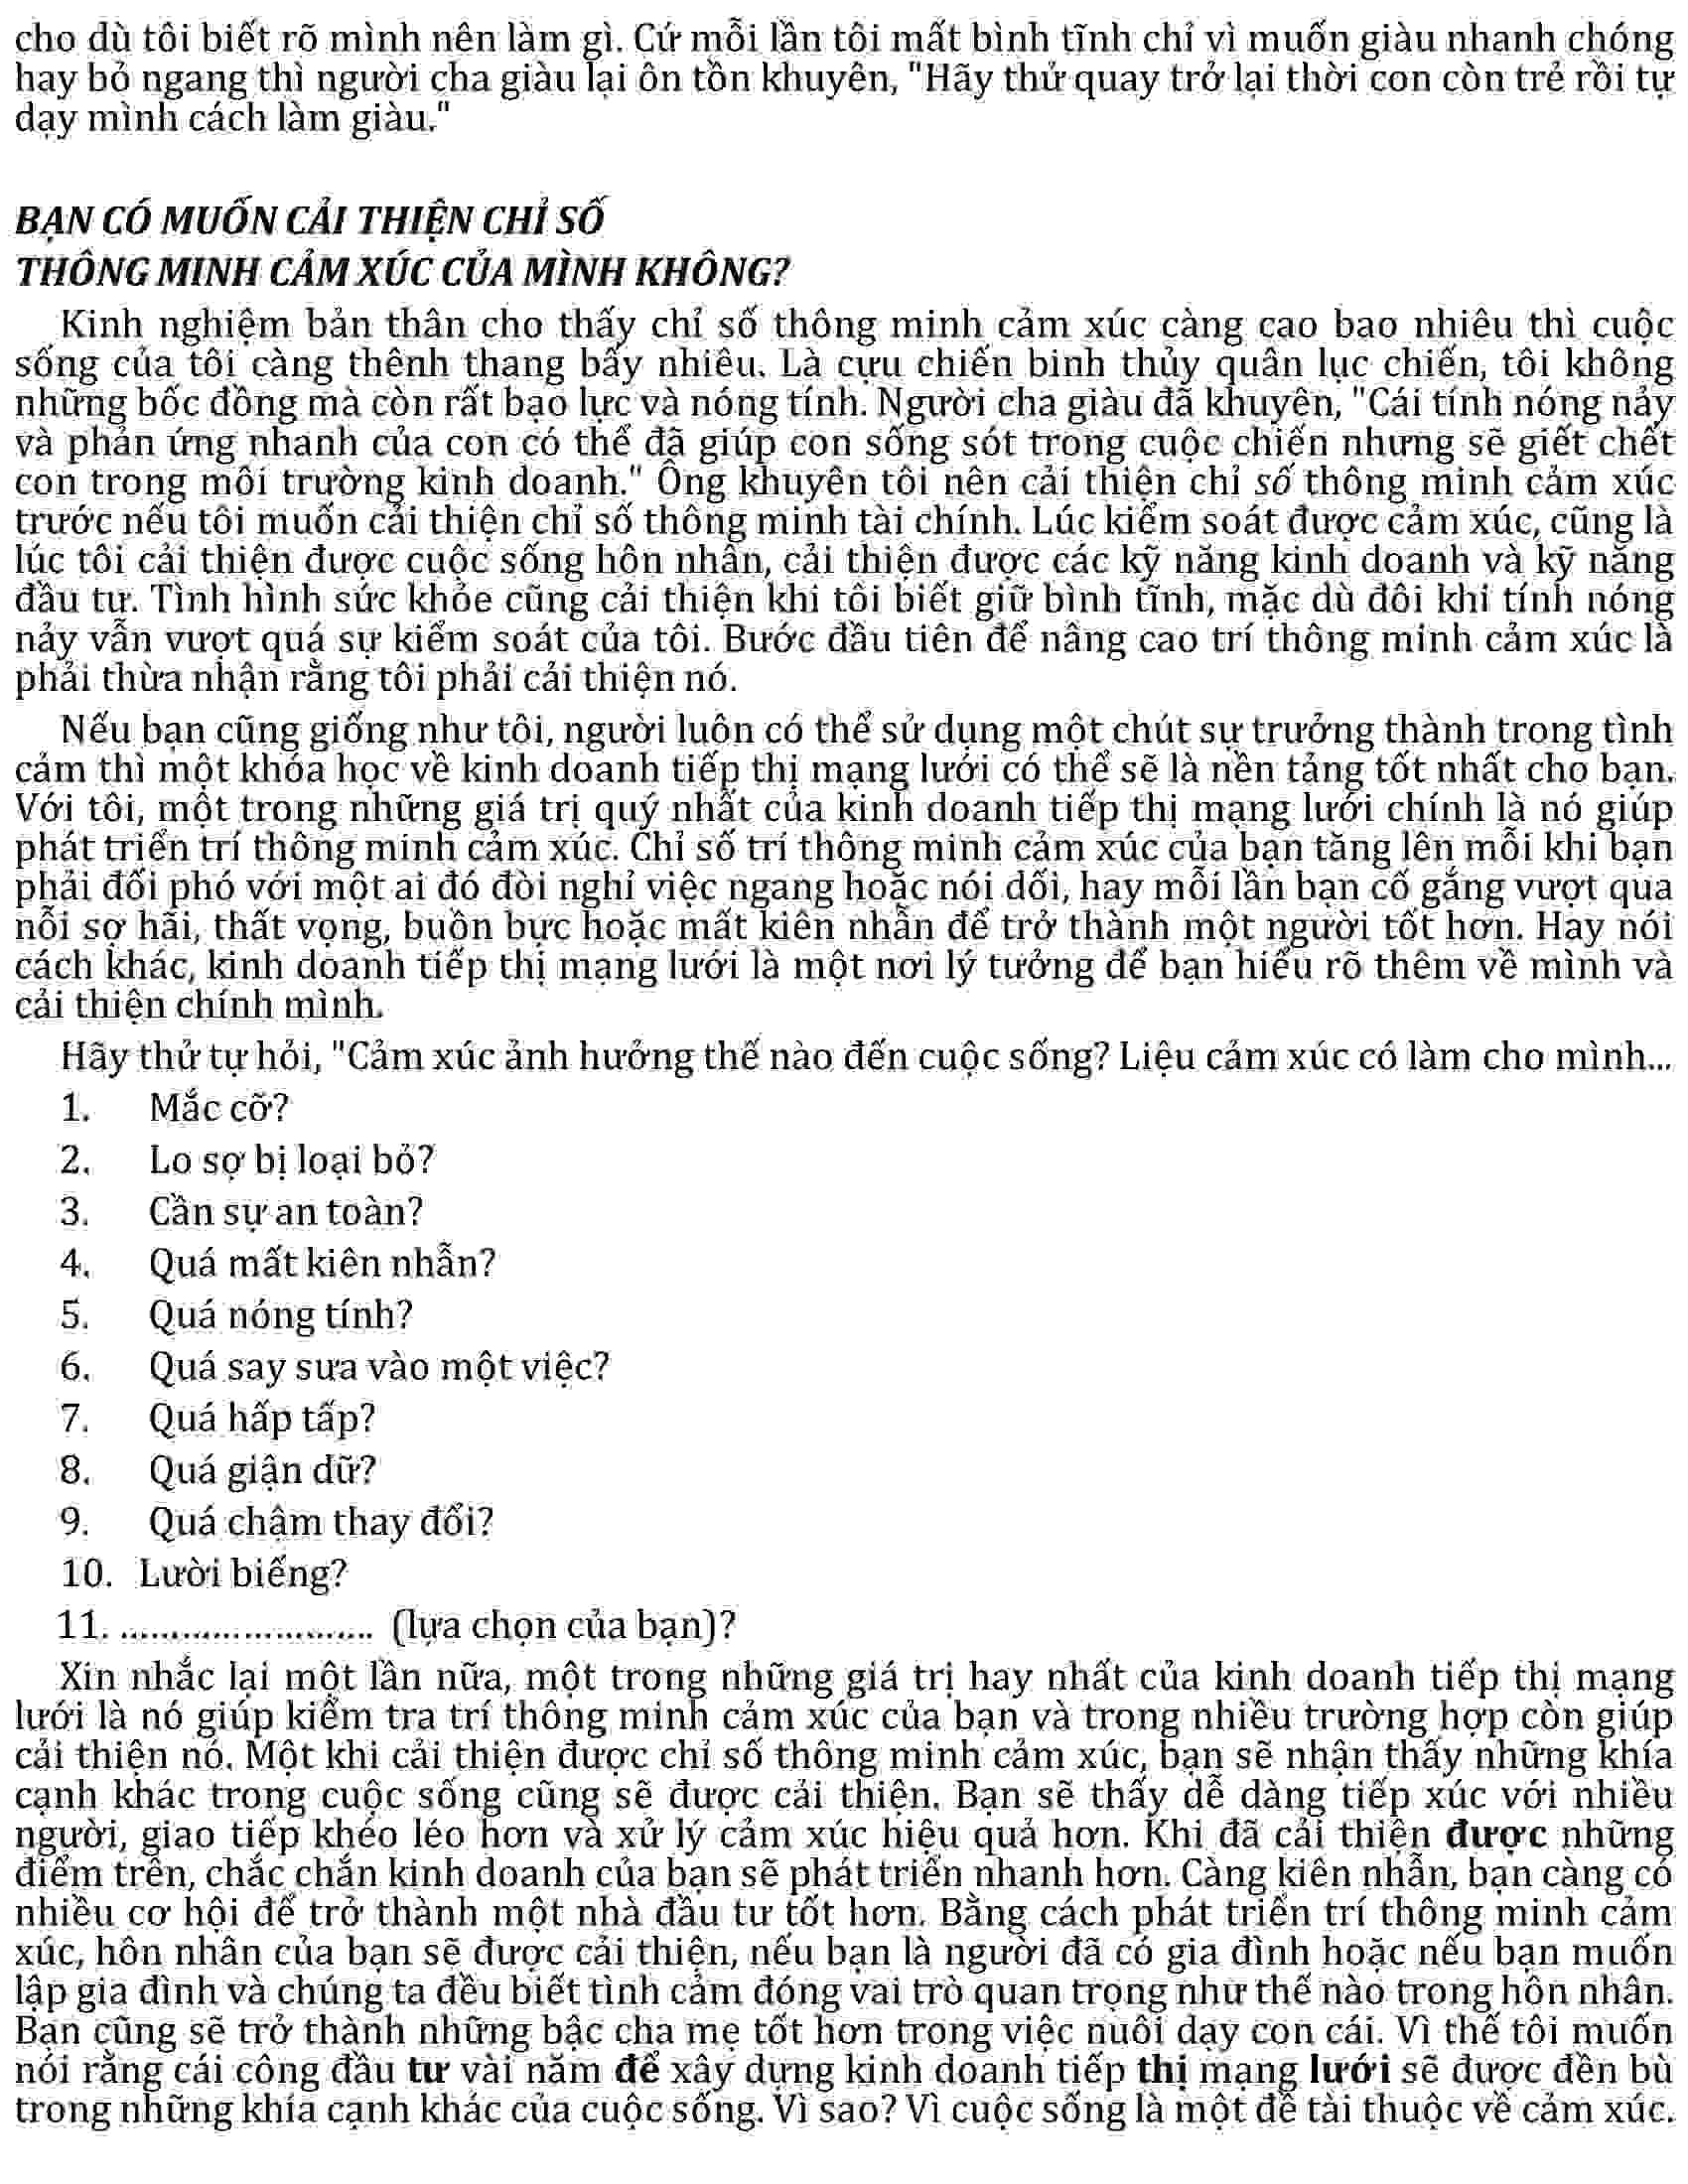 cho dù tôi biết rõ mình nên làm gì. Cứ mỗi lần tôi mất bình tĩnh chỉ vì muốn giàu nhanh chóng
hay bỏ ngang thì người cha giàu lại ôn tồn khuyên, "Hãy thử quay trở lại thời con còn trẻ rồi tự
dạy mình cách làm giàu."
BẠN CÓ MUỐN CẢI THIỆN CHỈ SỐ
THÔNG MINH CẢM XÚC CỦA MÌNH KHÔNG?
Kinh nghiệm bản thân cho thấy chỉ số thông minh cảm xúc càng cao bao nhiêu thì cuộc
sống của tôi càng thênh thang bấy nhiêu. Là cựu chiến binh thủy quân lục chiến, tôi không
những bốc đồng mà còn rất bạo lực và nóng tính. Người cha giàu đã khuyên, "Cái tính nóng nảy
và phản ứng nhanh của con có thể đã giúp con sống sót trong cuộc chiến nhưng sẽ giết chết
con trong môi trường kinh doanh." Ông khuyên tôi nên cải thiện chỉ số thông minh cảm xúc
trước nếu tôi muốn cải thiện chỉ số thông minh tài chính. Lúc kiểm soát được cảm xúc, cũng là
lúc tôi cải thiện được cuộc sống hôn nhân, cải thiện được các kỹ năng kinh doanh và kỹ năng
đầu tư. Tình hình sức khỏe cũng cải thiện khi tôi biết giữ bình tĩnh, mặc dù đôi khi tính nóng
nảy vẫn vượt quá sự kiểm soát của tôi. Bước đầu tiên để nâng cao trí thông minh cảm xúc là
phải thừa nhận rằng tôi phải cải thiện nó.
Nếu bạn cũng giống như tôi, người luôn có thể sử dụng một chút sự trưởng thành trong tình
cảm thì một khóa học về kinh doanh tiếp thị mạng lưới có thể sẽ là nền tảng tốt nhất cho bạn.
Với tôi, một trong những giá trị quý nhất của kinh doanh tiếp thị mạng lưới chính là nó giúp
phát triển trí thông minh cảm xúc. Chỉ số trí thông minh cảm xúc của bạn tăng lên mỗi khi bạn
phải đối phó với một ai đó đòi nghỉ việc ngang hoặc nói dối, hay mỗi lần bạn cố gắng vượt qua
nỗi sợ hãi, thất vọng, buồn bực hoặc mất kiên nhẫn để trở thành một người tốt hơn. Hay nói
cách khác, kinh doanh tiếp thị mạng lưới là một nơi lý tưởng để bạn hiểu rõ thêm về mình và
cải thiện chính mình.
Hãy thử tự hỏi, "Cảm xúc ảnh hưởng thế nào đến cuộc sống? Liệu cảm xúc có làm cho mình...
1. Mắc cỡ?
2. Lo sợ bị loại bỏ?
3. Cần sự an toàn?
4. Quá mất kiên nhẫn?
5. Quá nóng tính?
6. Quá say sưa vào một việc?
7. Quá hấp tấp?
8. Quá giận dữ?
9. Quá chậm thay đổi?
10. Lười biếng?
11. ........................ (lựa chọn của bạn)?
Xin nhắc lại một lần nữa, một trong những giá trị hay nhất của kinh doanh tiếp thị mạng
lưới là nó giúp kiểm tra trí thông minh cảm xúc của bạn và trong nhiều trường hợp còn giúp
cải thiện nó. Một khi cải thiện được chỉ số thông minh cảm xúc, bạn sẽ nhận thấy những khía
cạnh khác trong cuộc sống cũng sẽ được cải thiện. Bạn sẽ thấy dễ dàng tiếp xúc với nhiều
người, giao tiếp khéo léo hơn và xử lý cảm xúc hiệu quả hơn. Khi đã cải thiện được những
điểm trên, chắc chắn kinh doanh của bạn sẽ phát triển nhanh hơn. Càng kiên nhẫn, bạn càng có
nhiều cơ hội để trở thành một nhà đầu tư tốt hơn. Bằng cách phát triển trí thông minh cảm
xúc, hôn nhân của bạn sẽ được cải thiện, nếu bạn là người đã có gia đình hoặc nếu bạn muốn
lập gia đình và chúng ta đều biết tình cảm đóng vai trò quan trọng như thế nào trong hôn nhân.
Bạn cũng sẽ trở thành những bậc cha mẹ tốt hơn trong việc nuôi dạy con cái. Vì thế tôi muốn
nói rằng cái công đầu tư vài năm để xây dựng kinh doanh tiếp thị mạng lưới sẽ được đền bù
trong những khía cạnh khác của cuộc sống. Vì sao? Vì cuộc sống là một đề tài thuộc về cảm xúc.